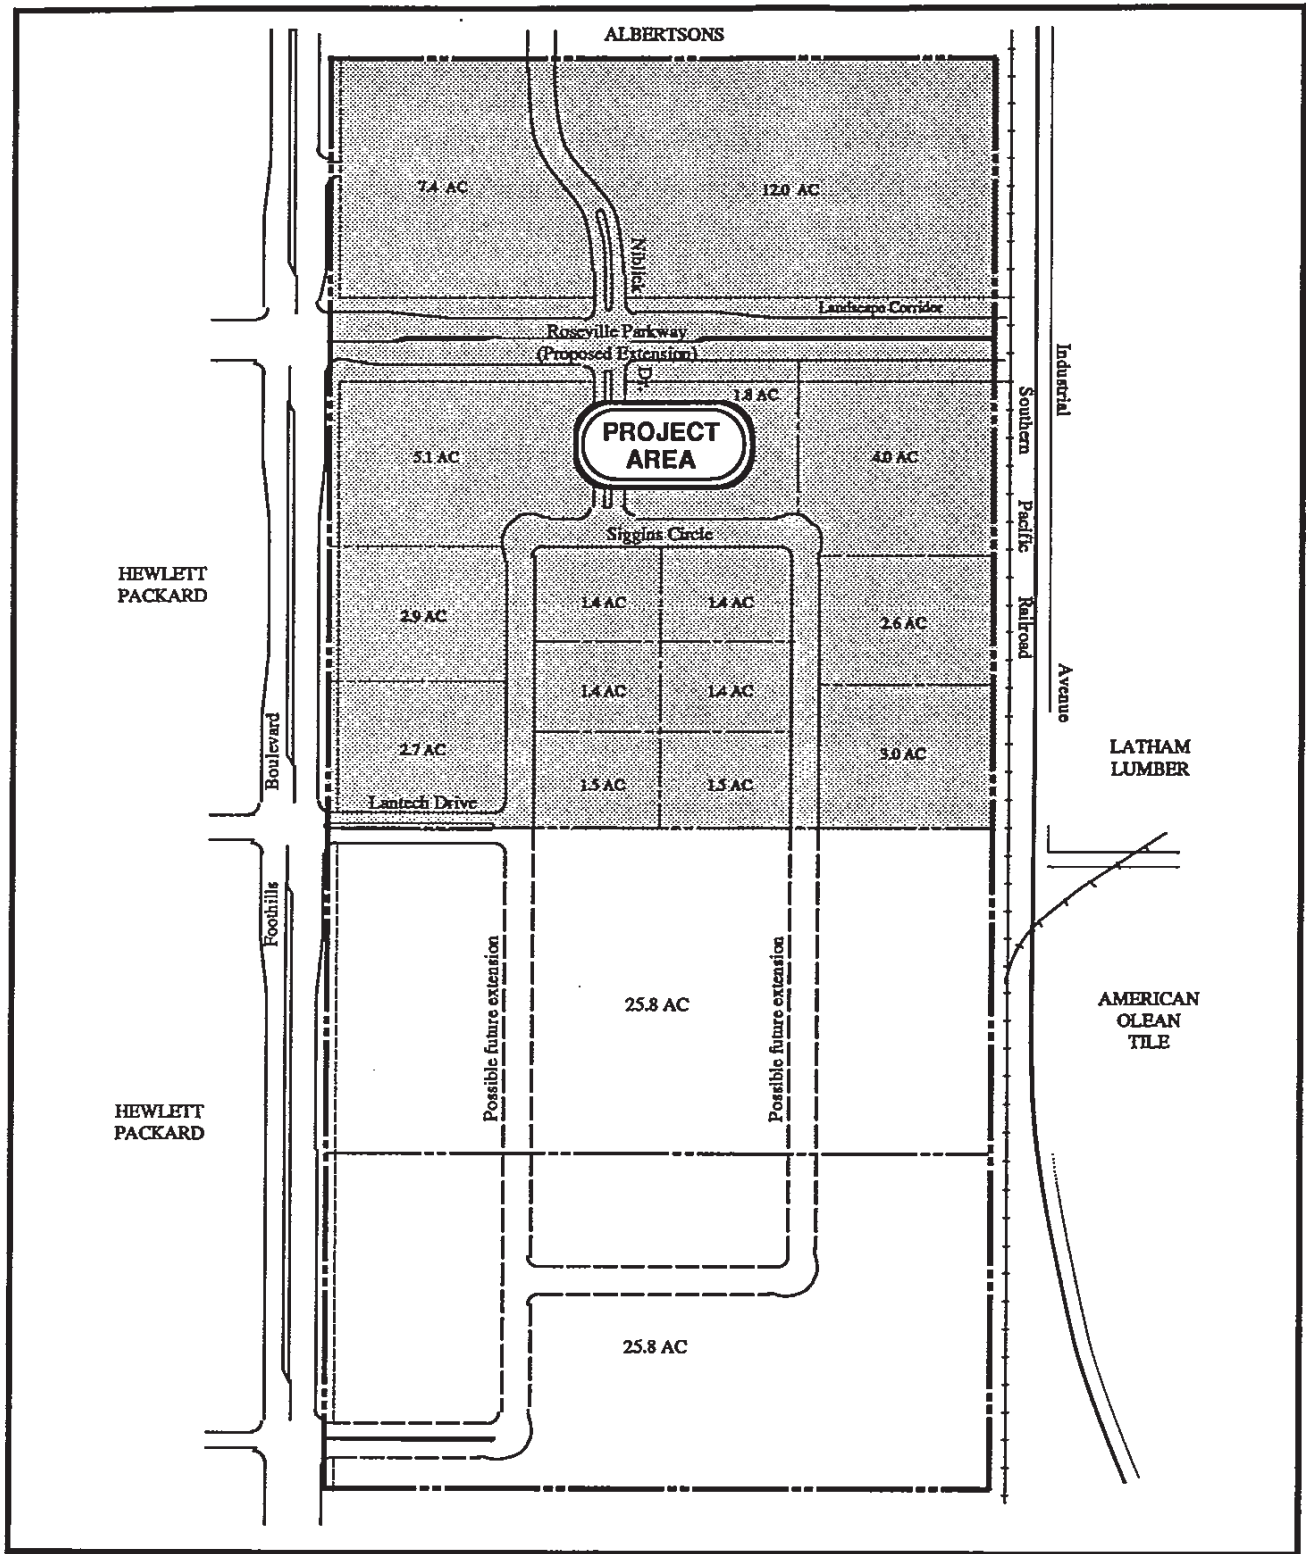 ALBERTSONS
7.4 AC
12.0 AC
Niblick
Landscape Corridor
Roseville Parkway
(Proposed Extension)
Dr.
1.8 AC
Industrial
PROJECT
AREA
5.1 AC
4.0 AC
Southern Pacific Railroad
Siggins Circle
HEWLETT
PACKARD
1.4 AC
1.4 AC
2.9 AC
2.6 AC
1.4 AC
1.4 AC
Avenue
Boulevard
2.7 AC
3.0 AC
LATHAM
LUMBER
1.5 AC
1.5 AC
Lantech Drive
Foothills
Possible future extension
Possible future extension
25.8 AC
AMERICAN
OLEAN
TILE
HEWLETT
PACKARD
25.8 AC